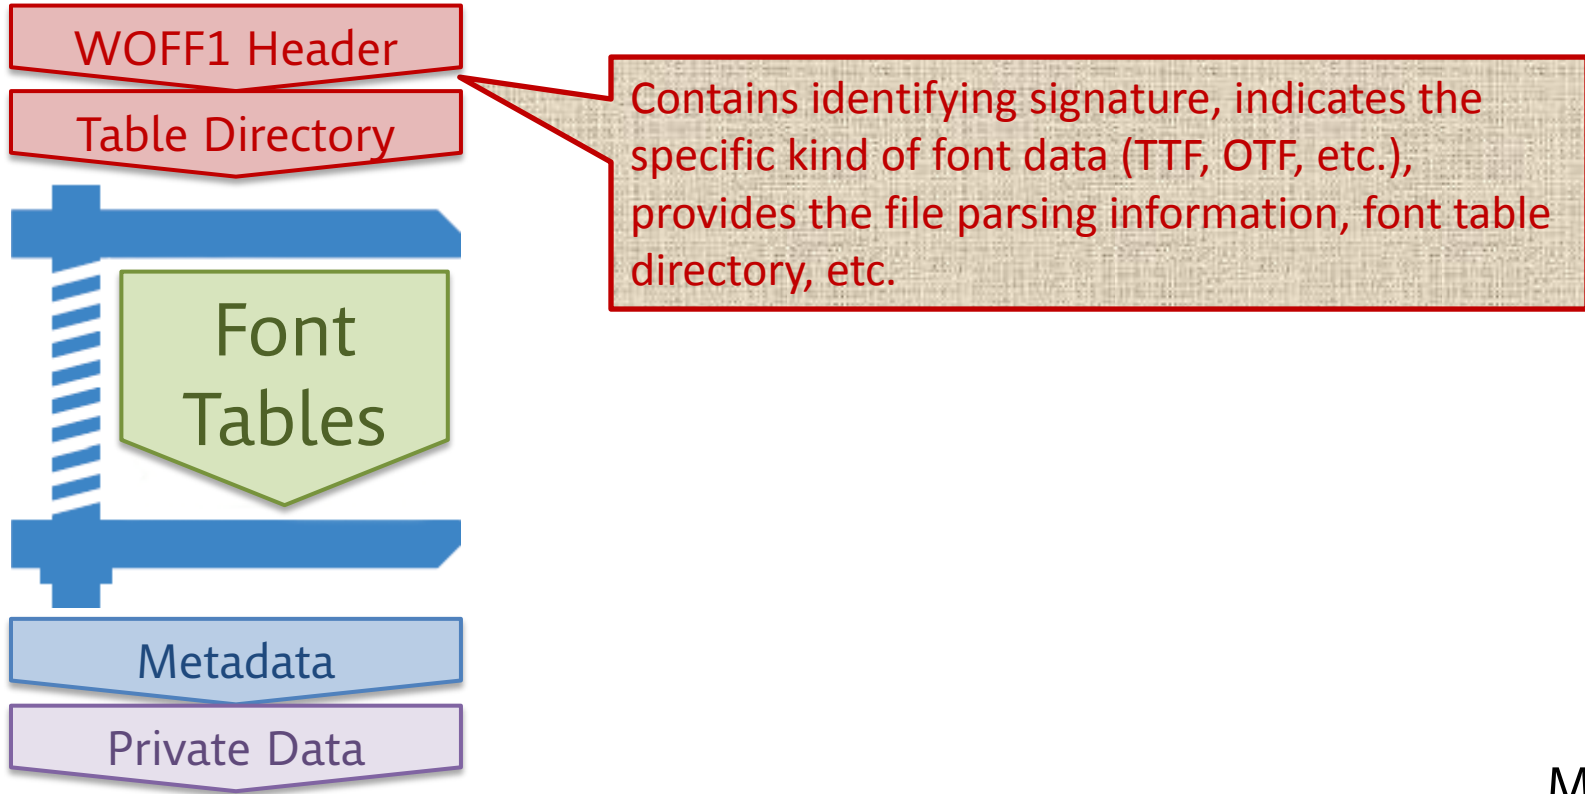 WOFF1 Header
Table Directory
Contains identifying signature, indicates the
specific kind of font data (TTF, OTF, etc.),
provides the file parsing information, font table
directory, etc.
Font
Tables
Metadata
Private Data